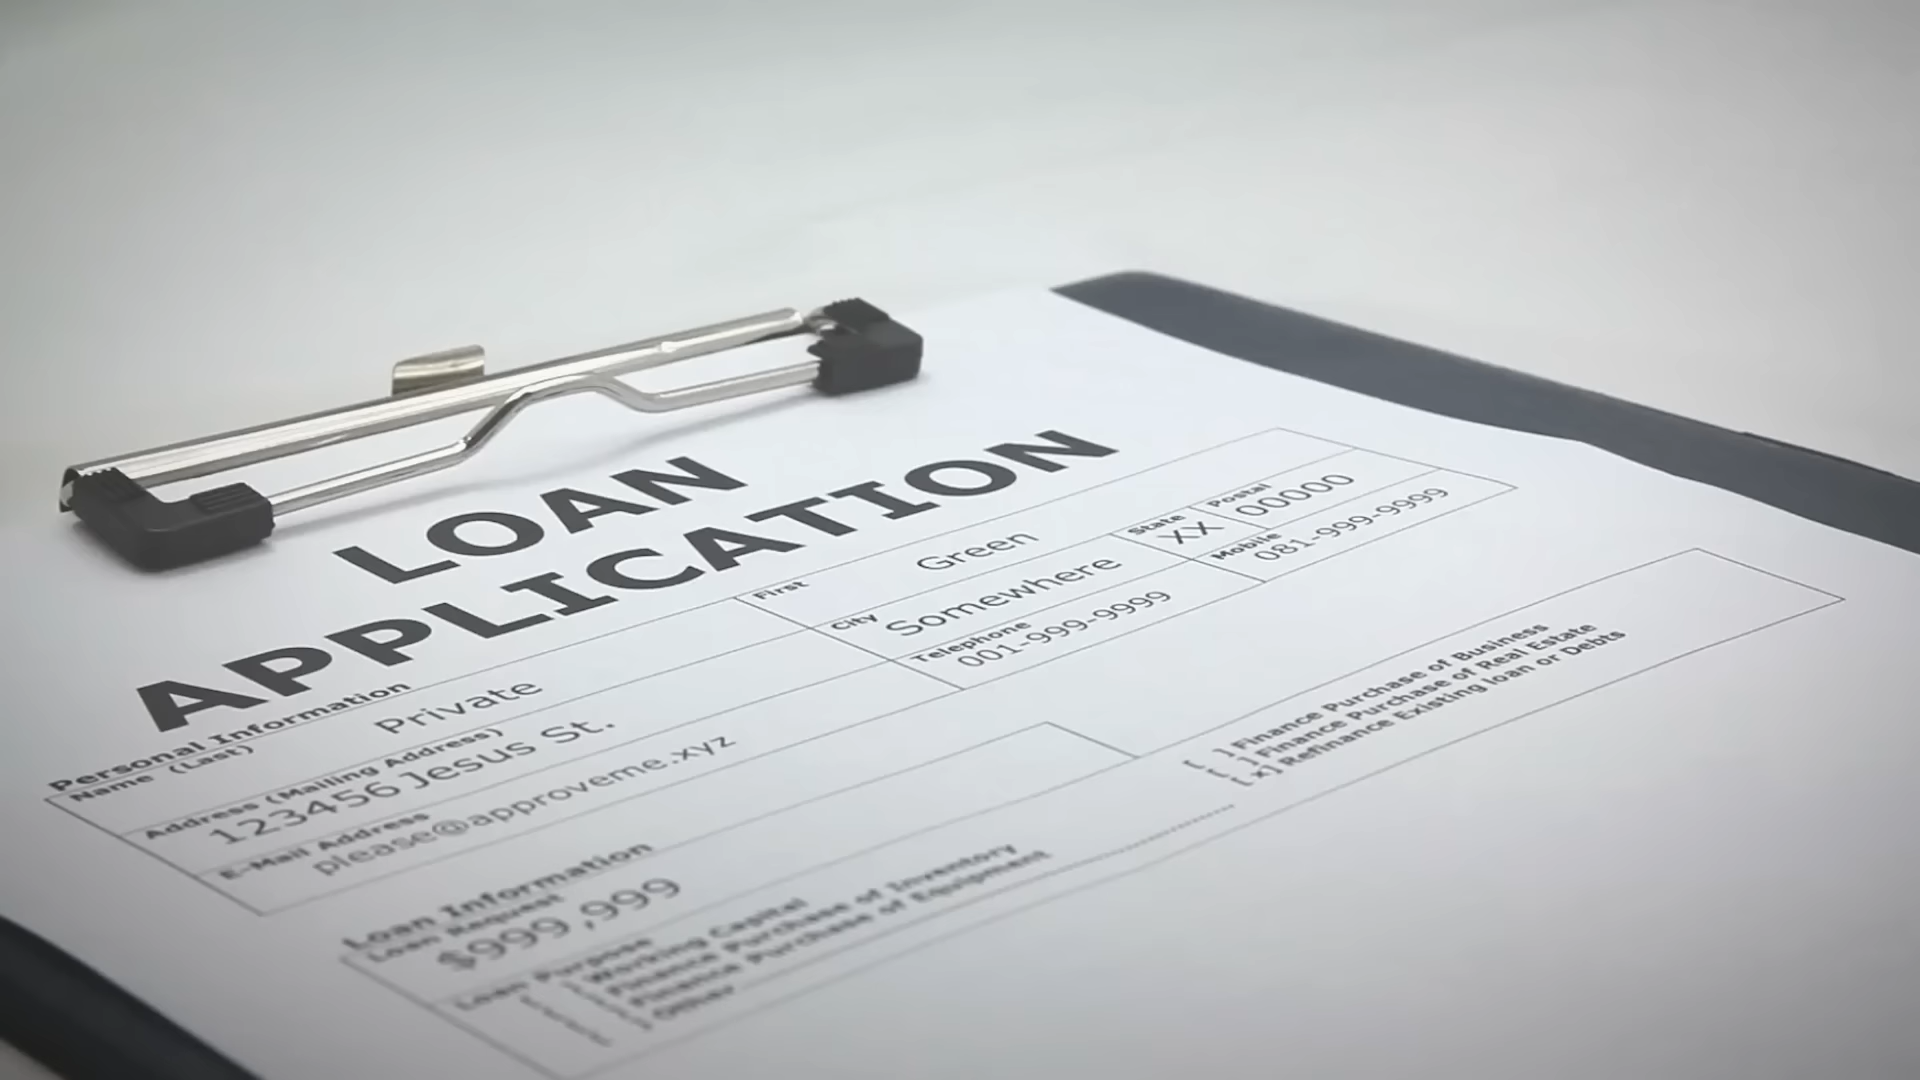 LOAN
APPLICATION
Personal Information
Name (Last)
Private
First
Green
Address (Mailing Address)
123456 Jesus St.
City
Somewhere
State
XX
Postal
00000
E-Mail Address
please@approveme.xyz
Telephone
001-999-9999
Mobile
081-999-9999
Loan Information
Loan Request
$999,999
Loan Purpose
[ ] Working Capital
[ ] Finance Purchase of Inventory
[ ] Finance Purchase of Equipment
[ ] Other
[ ] Finance Purchase of Business
[ ] Finance Purchase of Real Estate
[x] Refinance Existing loan or Debts